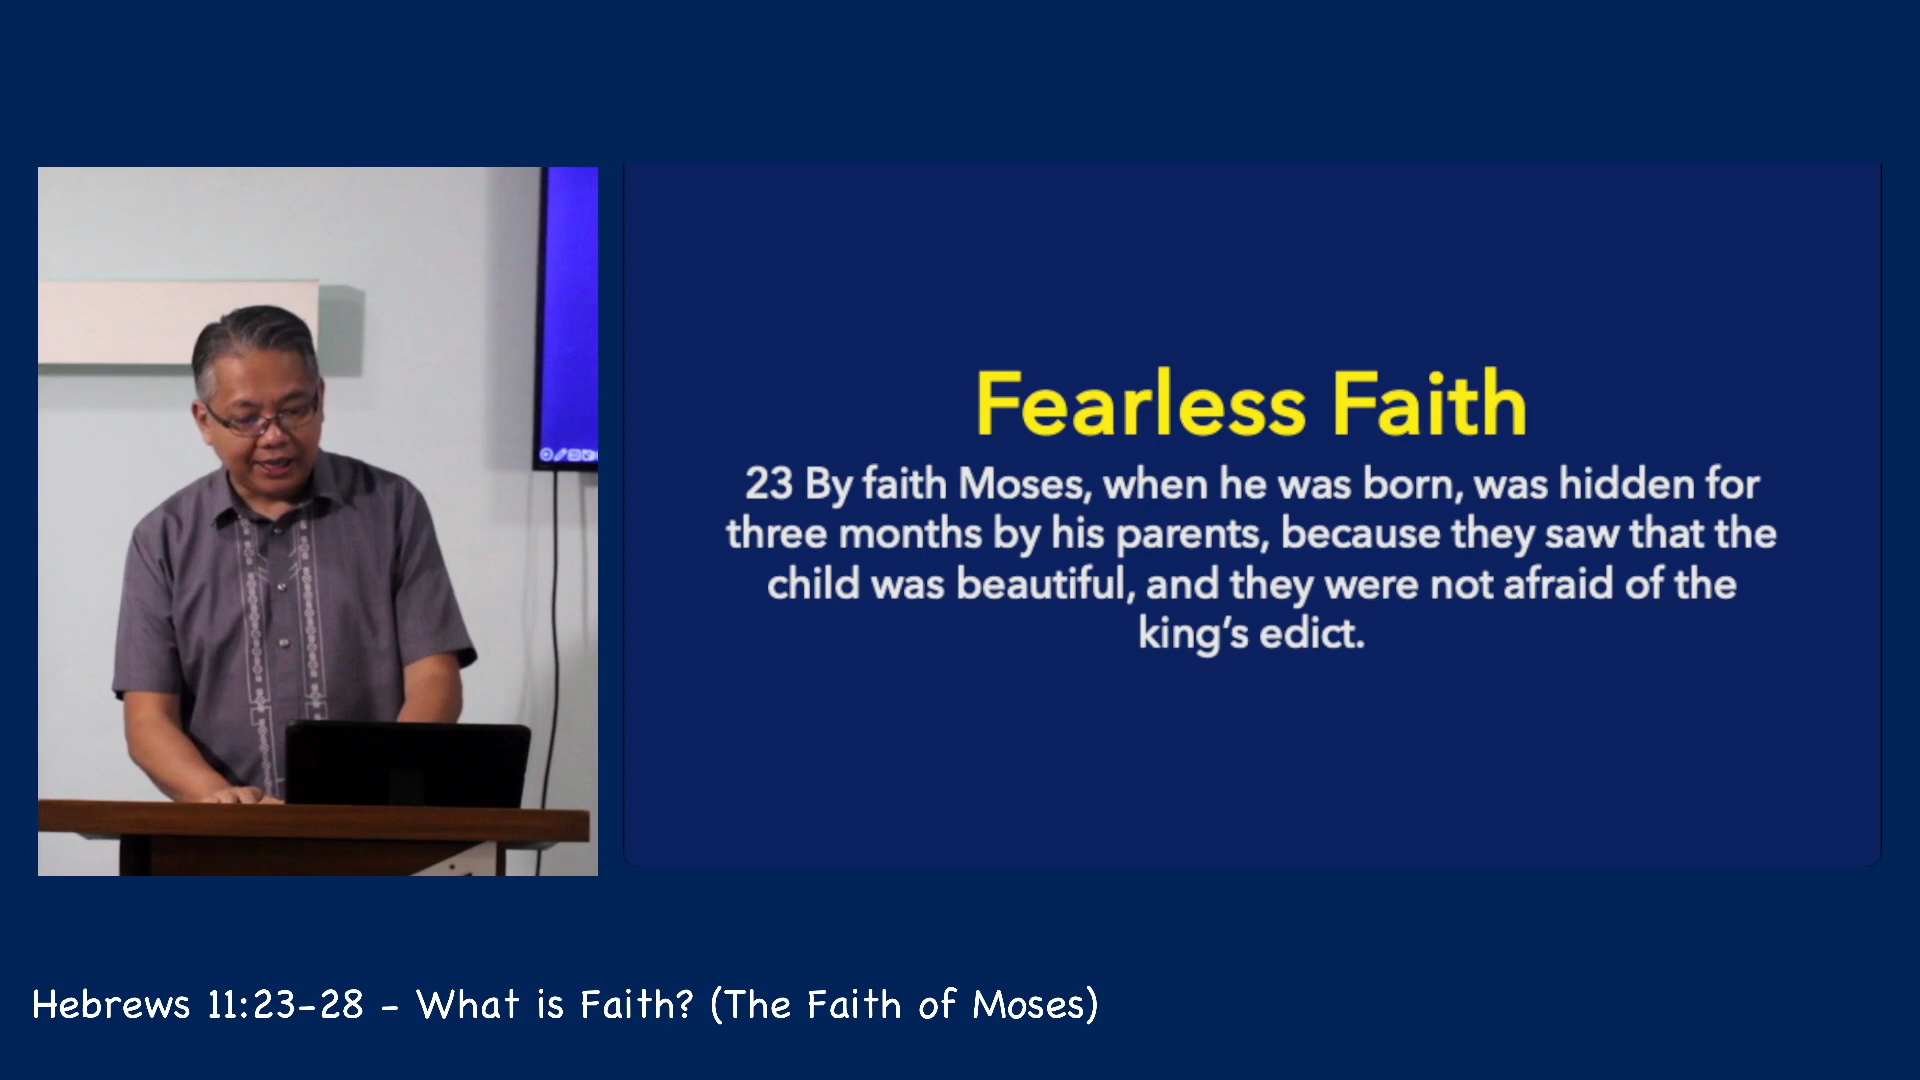 Fearless Faith
23 By faith Moses, when he was born, was hidden for
three months by his parents, because they saw that the
child was beautiful, and they were not afraid of the
king’s edict.
Hebrews 11:23-28 - What is Faith? (The Faith of Moses)